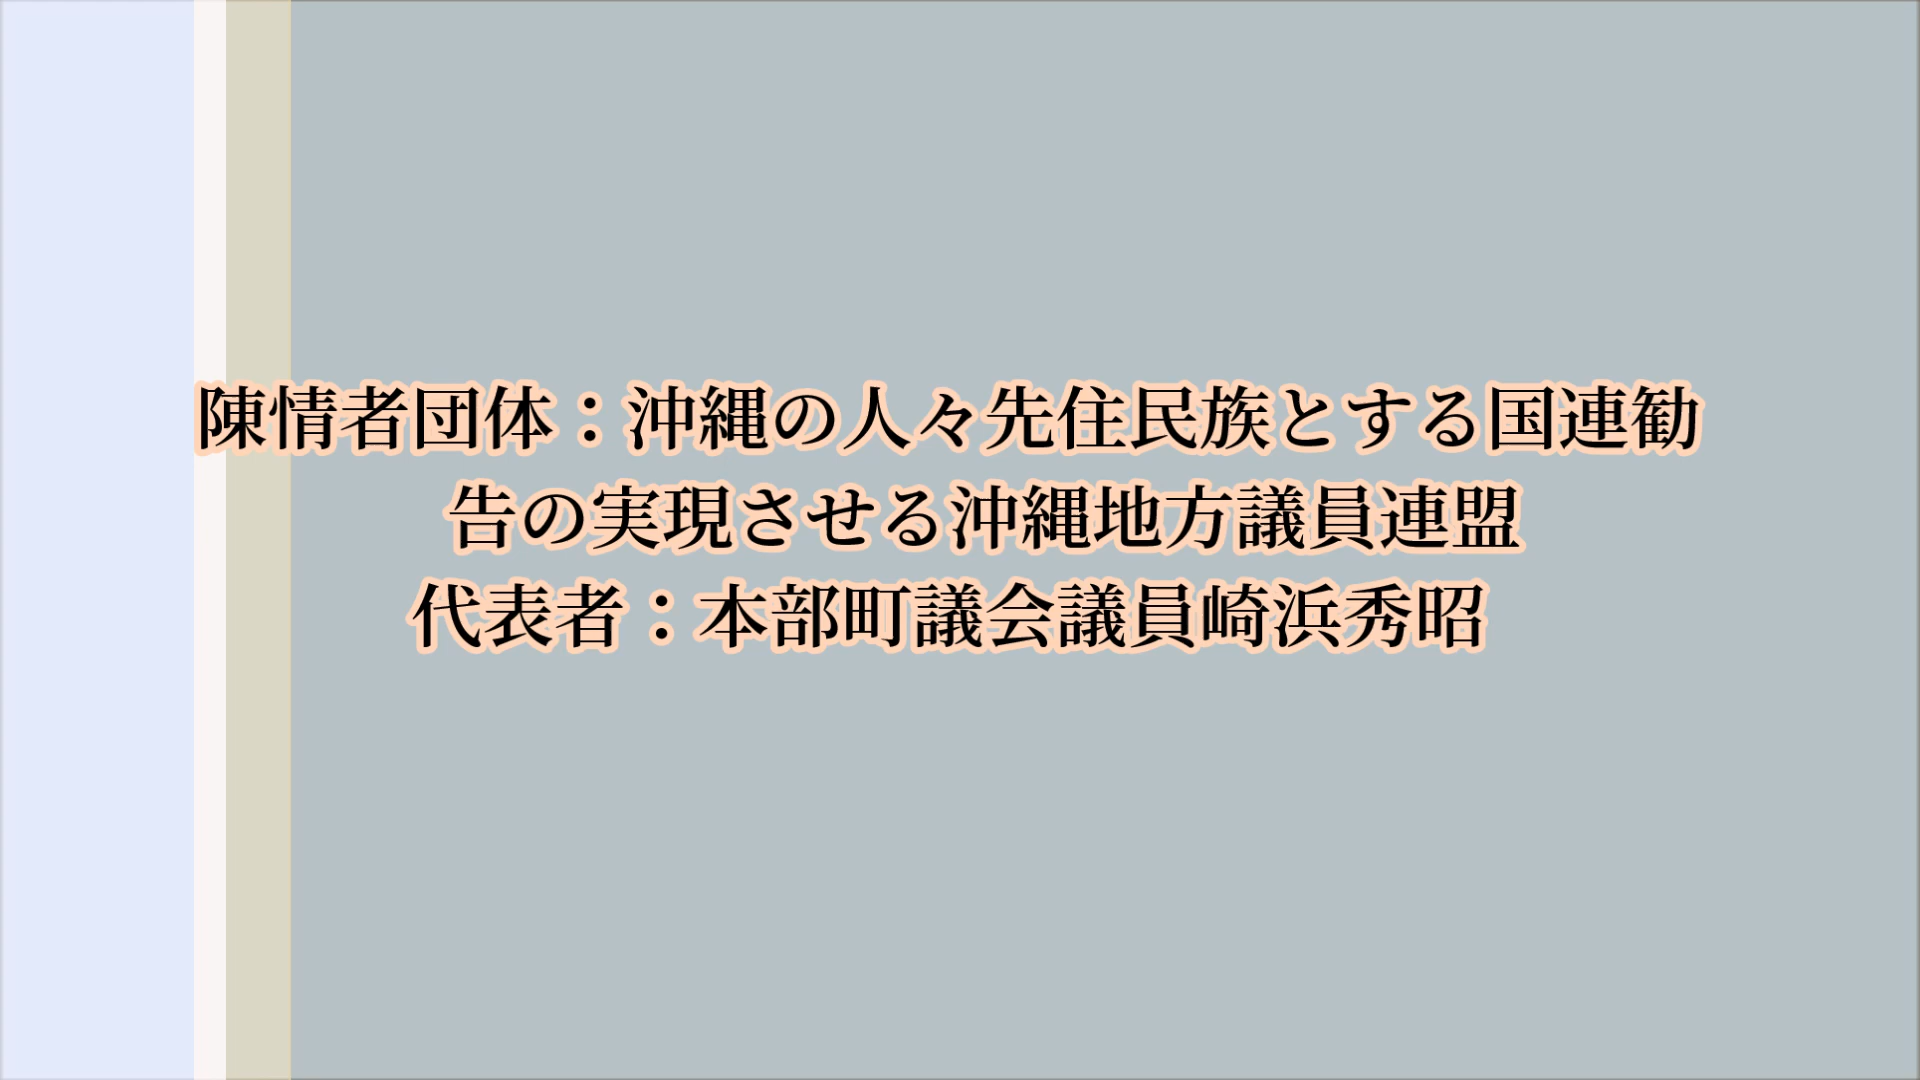 陳情者団体：沖縄の人々先住民族とする国連勧
告の実現させる沖縄地方議員連盟
代表者：本部町議会議員崎浜秀昭